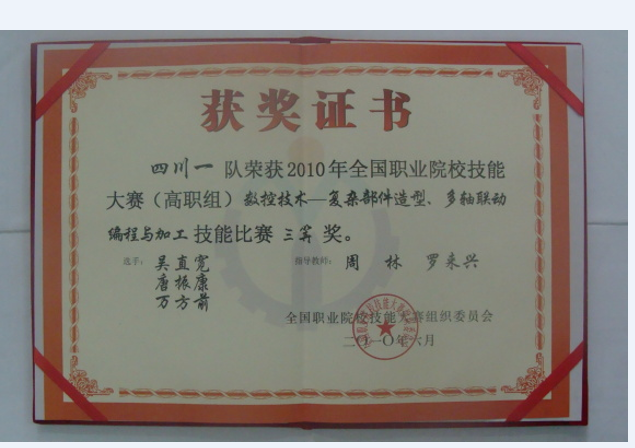 获奖证书
四川一 队荣获2010年全国职业院校技能
大赛（高职组）数控技术—复杂部件造型、多轴联动
编程与加工 技能比赛 三等 奖。
选手： 吴直宽 指导教师： 周 林 罗来兴
唐振康
万方前
全国职业院校技能大赛组织委员会
二〇一〇年六月